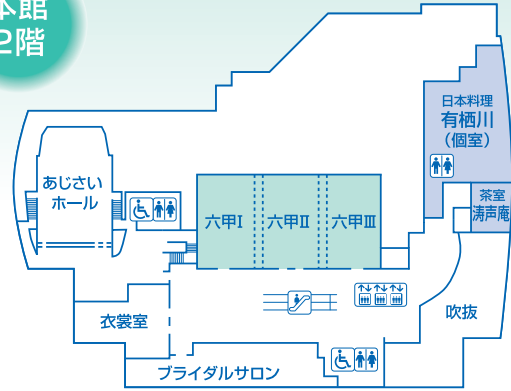 本館
2階
日本料理
有栖川
（個室）
あじさい
ホール
茶室
清声庵
六甲Ⅰ
六甲Ⅱ
六甲Ⅲ
吹抜
衣裳室
ブライダルサロン